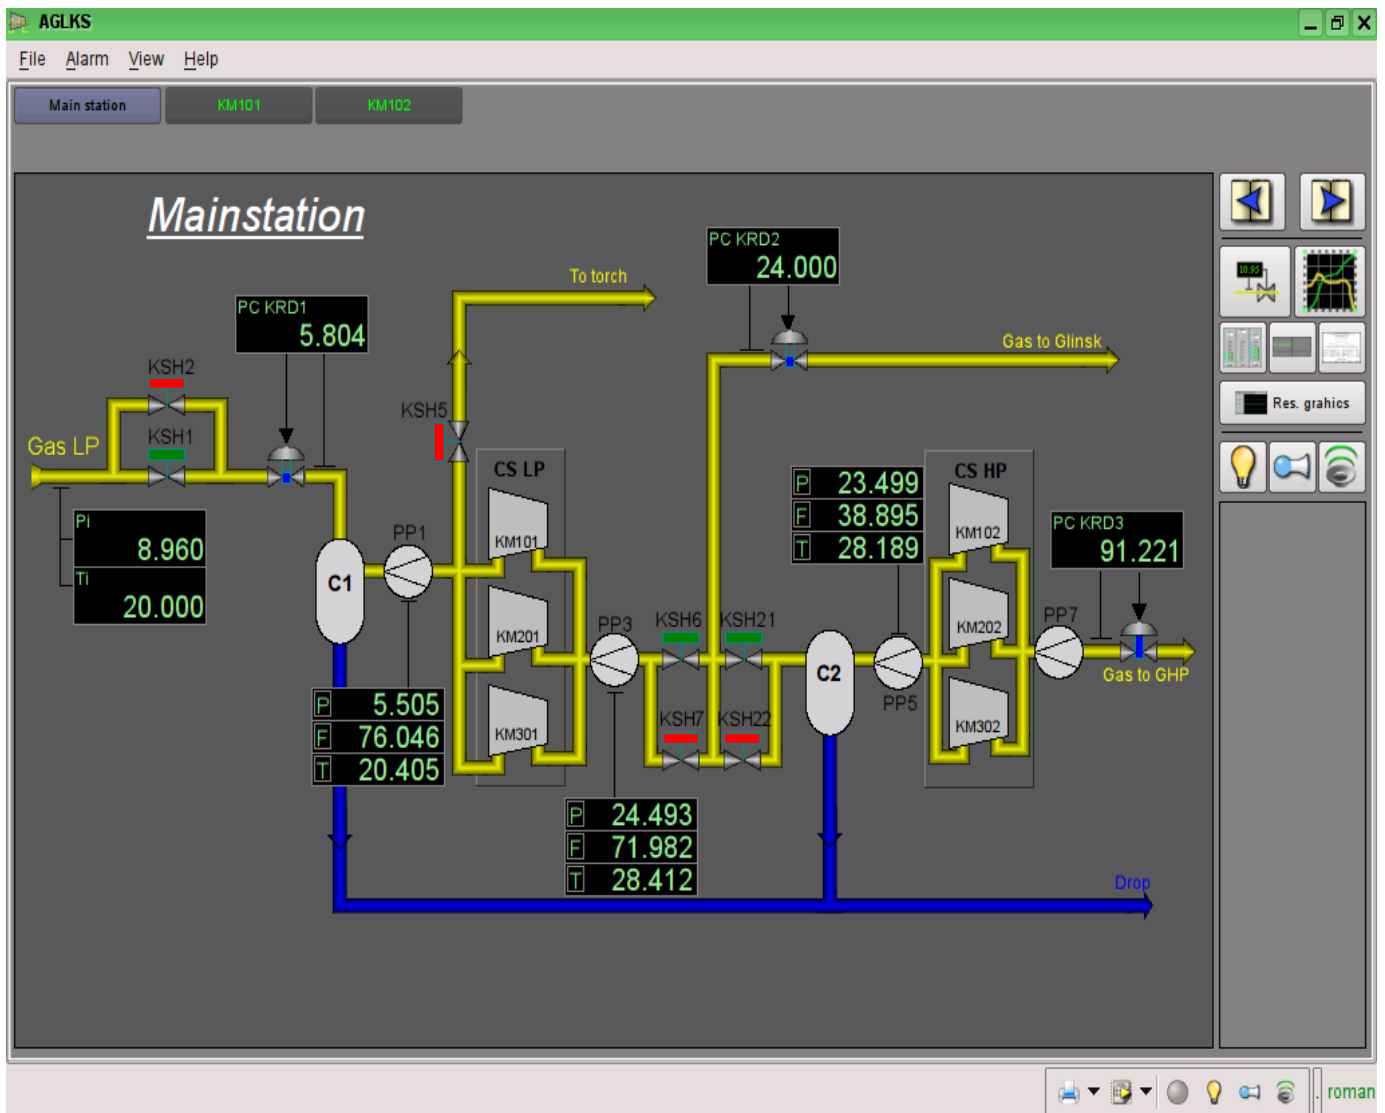 AGLKS
File Alarm View Help
Main station KM101 KM102
Mainstation
PC KRD2
24.000
To torch
PC KRD1
5.804
Gas to Glinsk
KSH2
KSH5
Res. grahics
KSH1
Gas LP
CS LP
CS HP
P 23.499
F 38.895
T 28.189
Pi
8.960
Ti
20.000
PC KRD3
91.221
PP1
KM101
KM102
C1
KM201
PP3
KSH6 KSH21
KM202
PP7
C2
Gas to GHP
P 5.505
F 76.046
T 20.405
PP5
KSH7 KSH22
KM301
KM302
P 24.493
F 71.982
T 28.412
Drop
roman